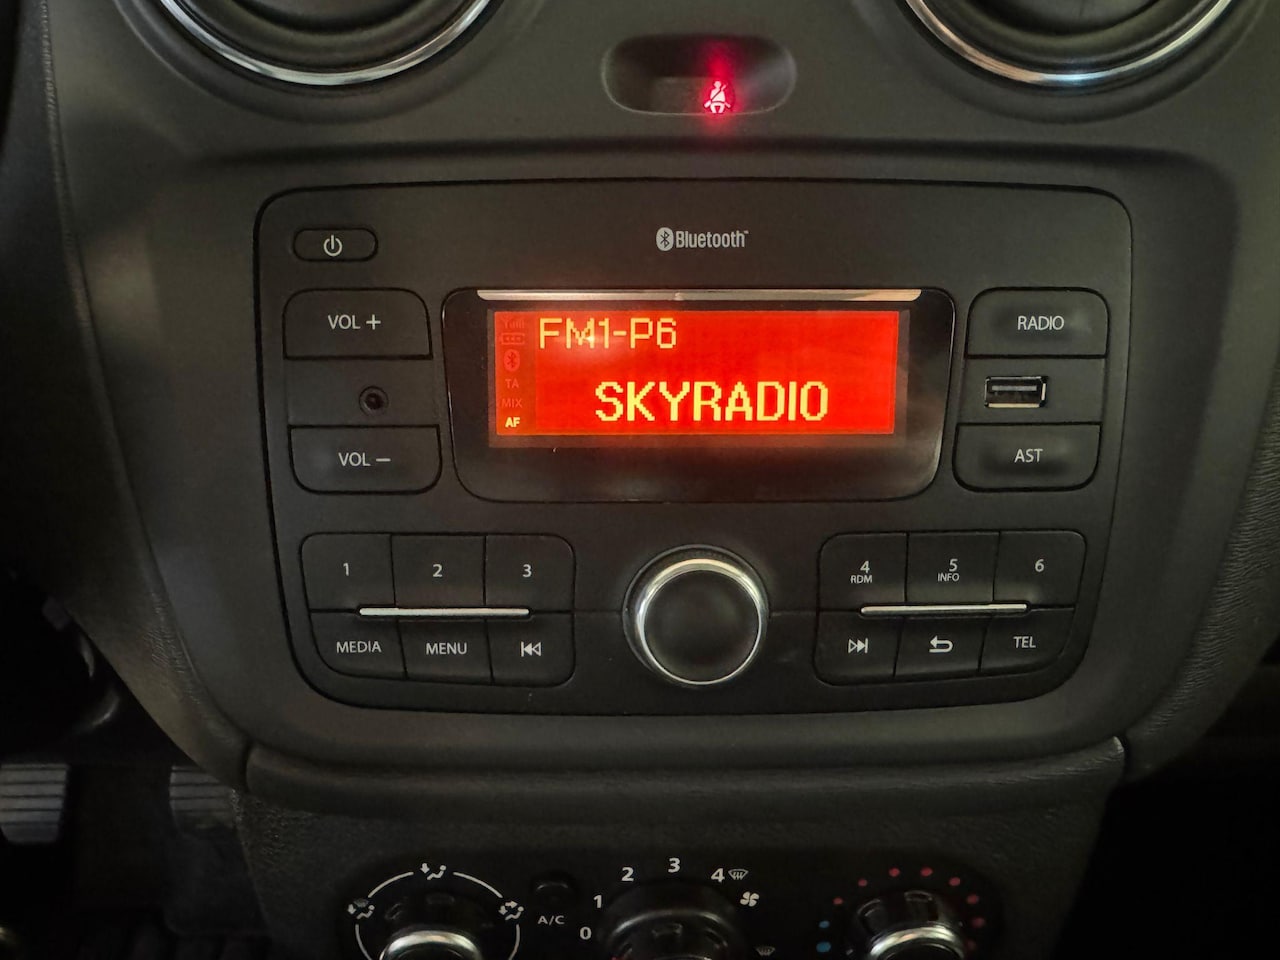 Bluetooth
VOL +
RADIO
FM1-P6
TA
SKYRADIO
MIX
AF
VOL –
AST
1
2
3
4
RDM
5
INFO
6
MEDIA
MENU
TEL
A/C
0
1
2
3
4